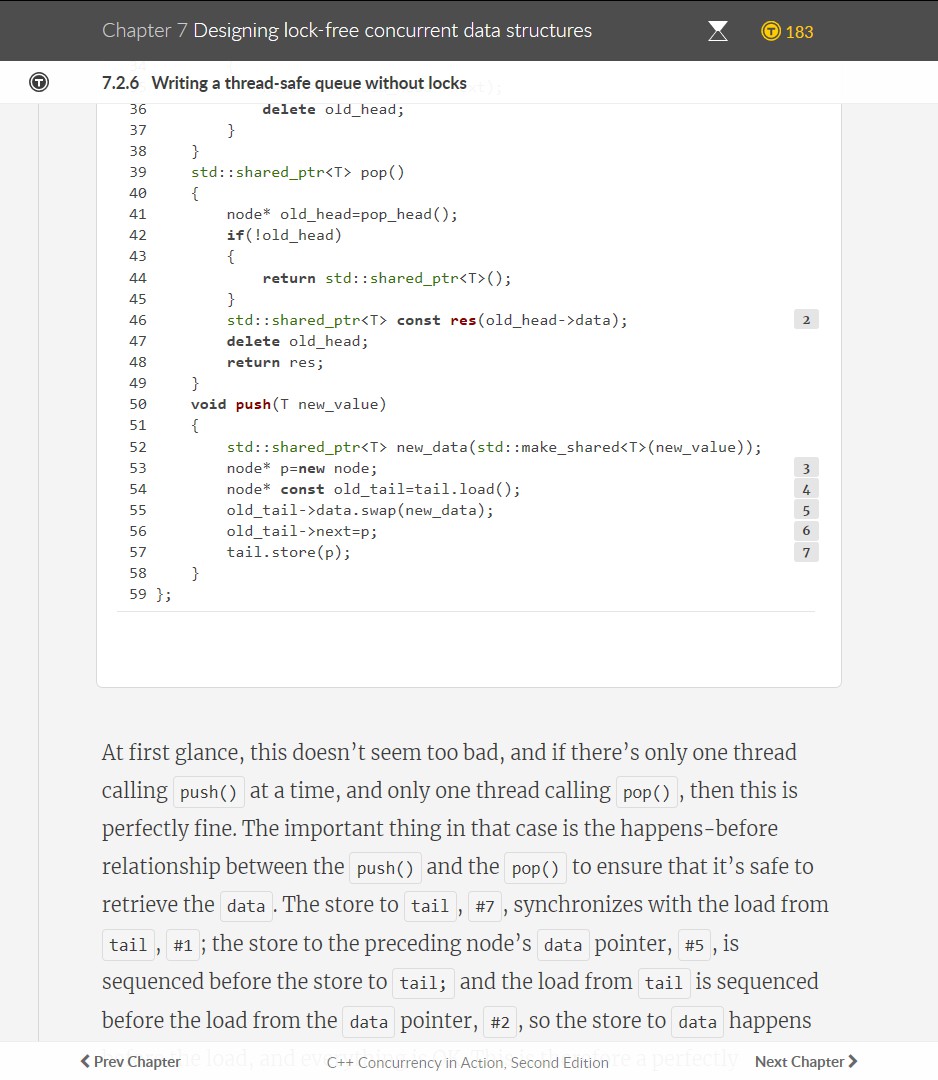 Chapter 7 Designing lock-free concurrent data structures
183
7.2.6 Writing a thread-safe queue without locks
36 delete old_head;
37 }
38 }
39 std::shared_ptr<T> pop()
40 {
41 node* old_head=pop_head();
42 if(!old_head)
43 {
44 return std::shared_ptr<T>();
45 }
46 std::shared_ptr<T> const res(old_head->data); 2
47 delete old_head;
48 return res;
49 }
50 void push(T new_value)
51 {
52 std::shared_ptr<T> new_data(std::make_shared<T>(new_value));
53 node* p=new node; 3
54 node* const old_tail=tail.load(); 4
55 old_tail->data.swap(new_data); 5
56 old_tail->next=p; 6
57 tail.store(p); 7
58 }
59 };
At first glance, this doesn’t seem too bad, and if there’s only one thread
calling push() at a time, and only one thread calling pop() , then this is
perfectly fine. The important thing in that case is the happens-before
relationship between the push() and the pop() to ensure that it’s safe to
retrieve the data . The store to tail , #7 , synchronizes with the load from
tail , #1 ; the store to the preceding node’s data pointer, #5 , is
sequenced before the store to tail; and the load from tail is sequenced
before the load from the data pointer, #2 , so the store to data happens
Prev Chapter C++ Concurrency in Action, Second Edition Next Chapter